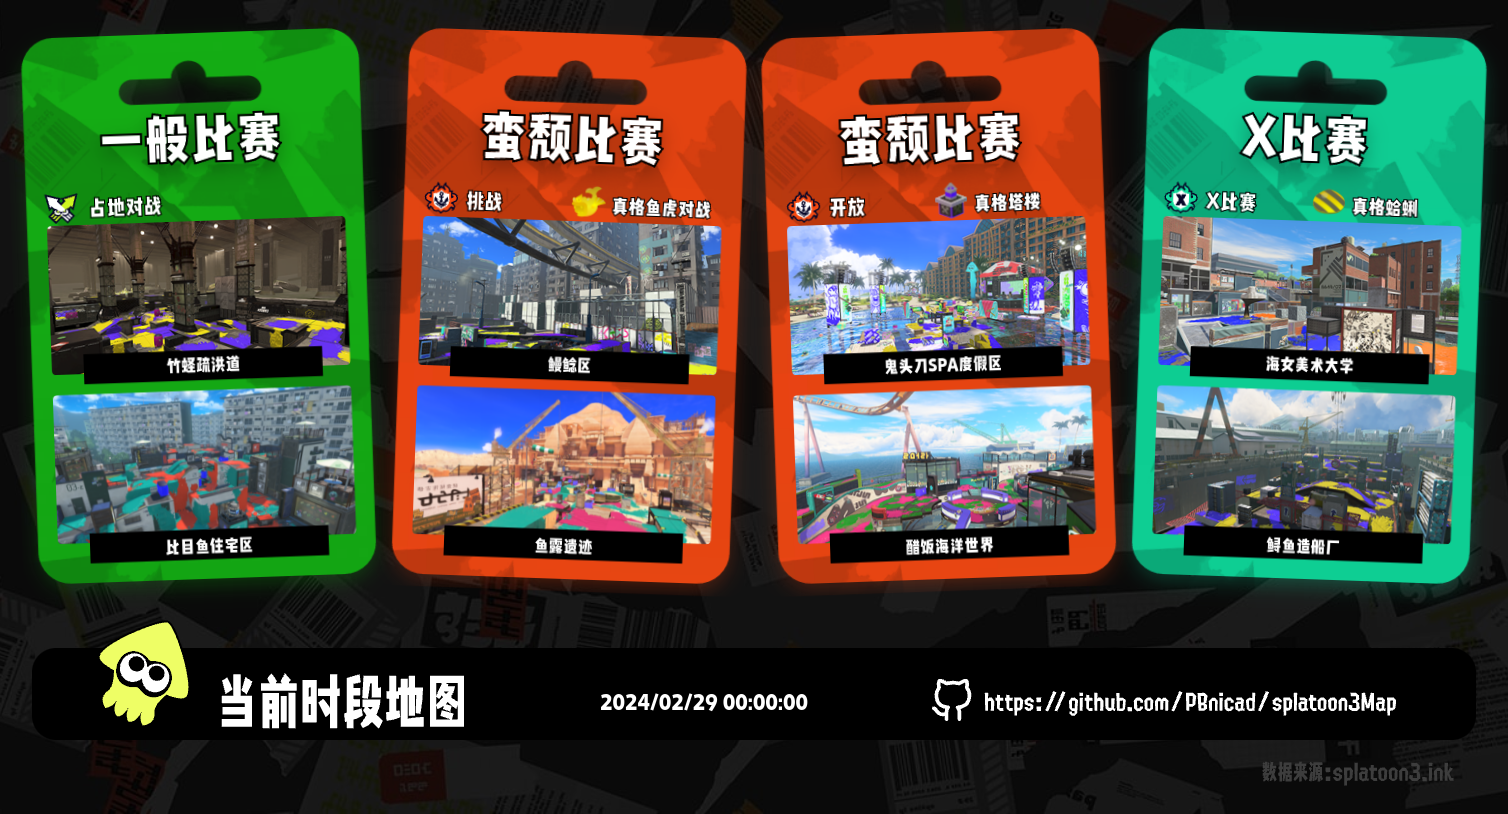 一般比赛
占地对战
竹蛏疏洪道
比目鱼住宅区
蛮颓比赛
挑战
真格鱼虎对战
鳗鲶区
鱼露遗迹
蛮颓比赛
开放
真格塔楼
鬼头刀SPA度假区
醋饭海洋世界
X比赛
X比赛
真格蛤蜊
海女美术大学
鲟鱼造船厂
当前时段地图
2024/02/29 00:00:00
https://github.com/PBnicad/splatoon3Map
数据来源:splatoon3.ink